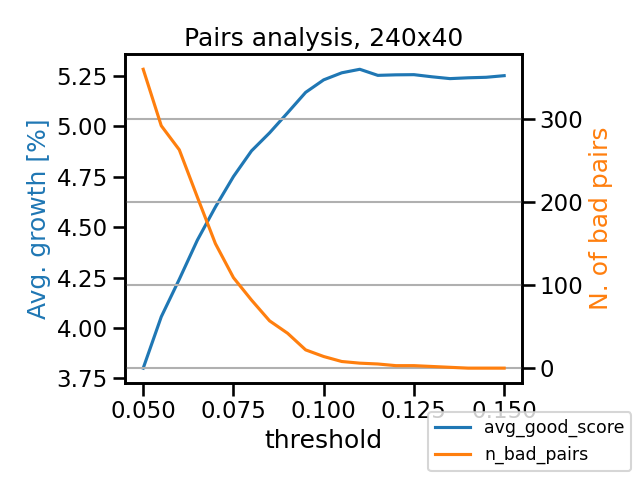 Pairs analysis, 240x40
Avg. growth [%]
5.25
5.00
4.75
4.50
4.25
4.00
3.75
300
200
100
0
N. of bad pairs
0.050 0.075 0.100 0.125 0.150
threshold
avg_good_score
n_bad_pairs